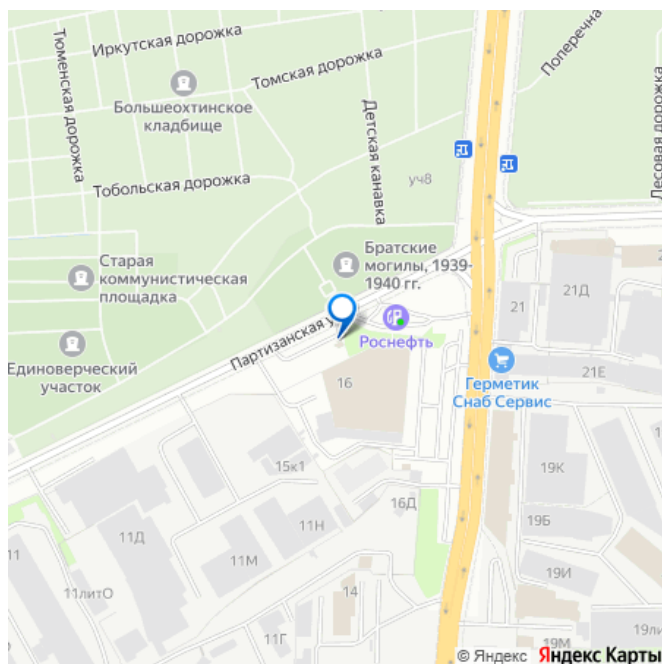 Тюменская дорожка
Иркутская дорожка
Томская дорожка
Поперечна
Лесовая дорожка
Большеохтинское
кладбище
Детская канавка
Тобольская дорожка
уч8
Старая
коммунистическая
площадка
Братские
могилы, 1939-
1940 гг.
21
21Д
Партизанская у
Роснефть
Единоверческий
участок
16
21Е
Герметик
Снаб Сервис
15к1
19К
16Д
11
11Д
11Н
19Б
11М
19И
11литО
14
11Г
19М
19ли
© Яндекс Яндекс Карты